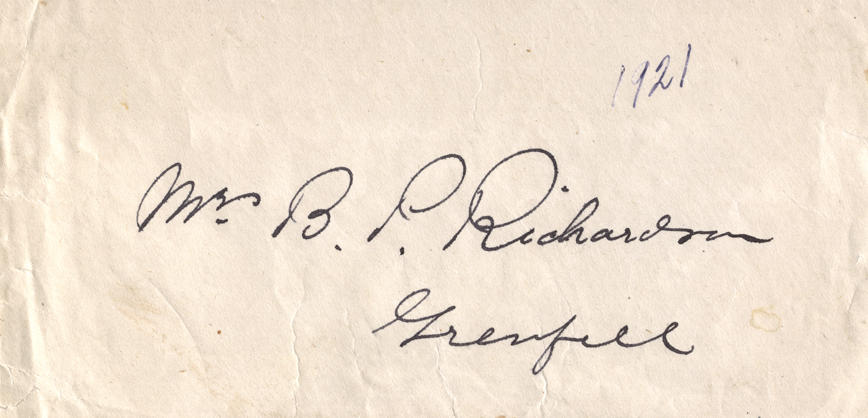 1921
Mrs B. P. Richardson
Grenfell